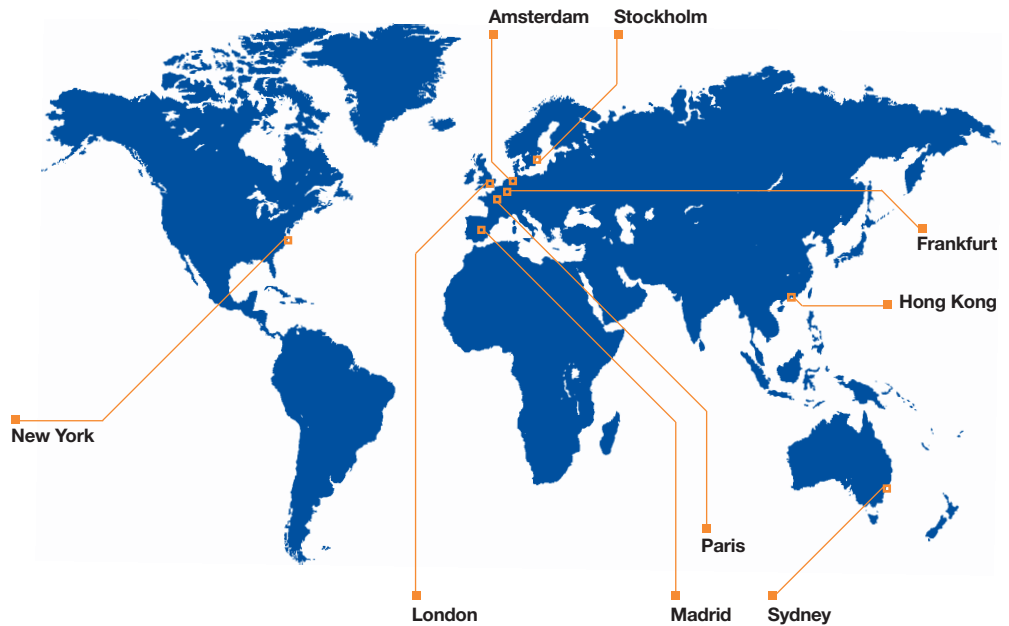 Amsterdam
Stockholm
Frankfurt
Hong Kong
New York
Paris
London
Madrid
Sydney